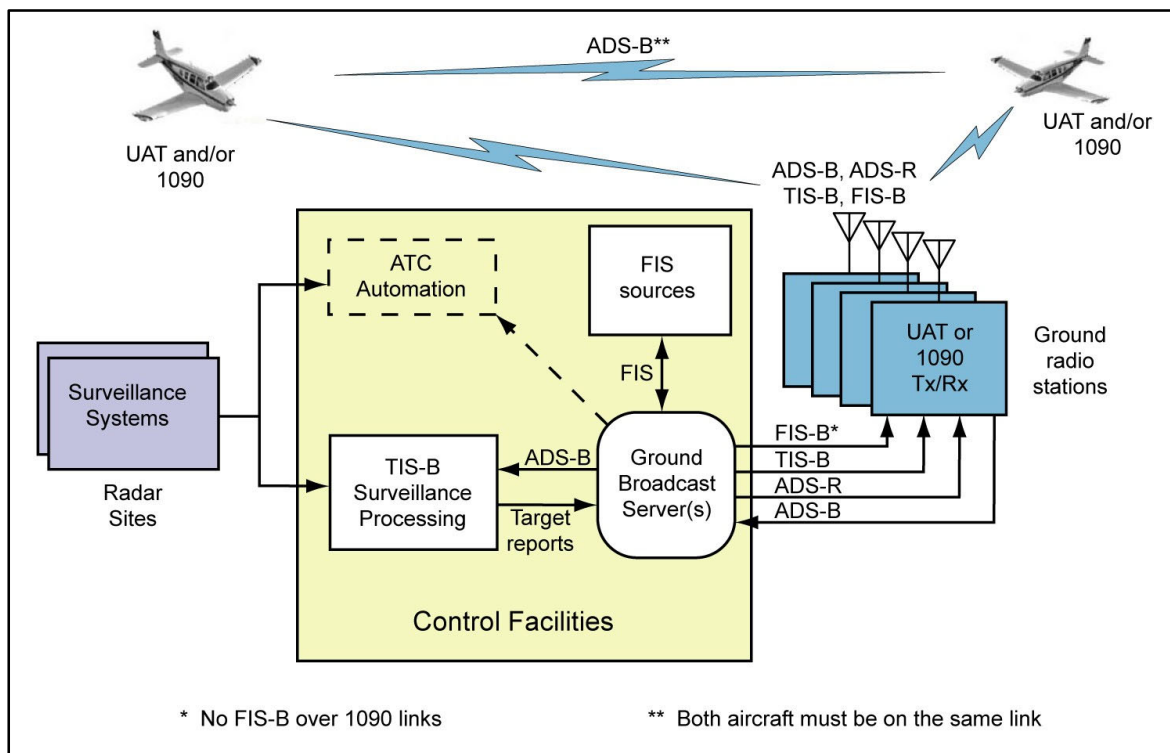 ADS-B**
UAT and/or
1090
UAT and/or
1090
ADS-B, ADS-R
TIS-B, FIS-B
ATC
Automation
FIS
sources
UAT or
1090
Tx/Rx
Ground
radio
stations
Surveillance
Systems
Radar
Sites
FIS
TIS-B
Surveillance
Processing
ADS-B
Target
reports
Ground
Broadcast
Server(s)
FIS-B*
TIS-B
ADS-R
ADS-B
Control Facilities
* No FIS-B over 1090 links
** Both aircraft must be on the same link